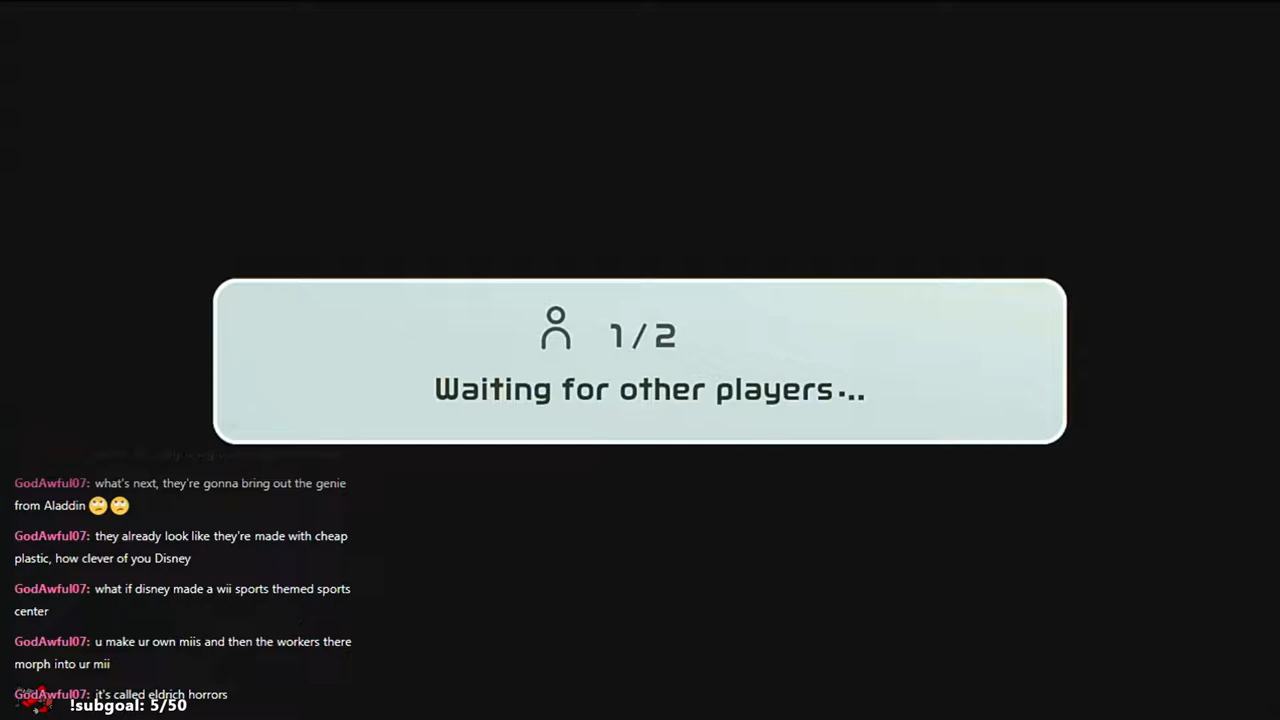 1/2
Waiting for other players...
GodAwful07: what's next, they're gonna bring out the genie
from Aladdin 🙄🙄
GodAwful07: they already look like they're made with cheap
plastic, how clever of you Disney
GodAwful07: what if disney made a wii sports themed sports
center
GodAwful07: u make ur own miis and then the workers there
morph into ur mii
GodAwful07: it's called eldrich horrors
!subgoal: 5/50